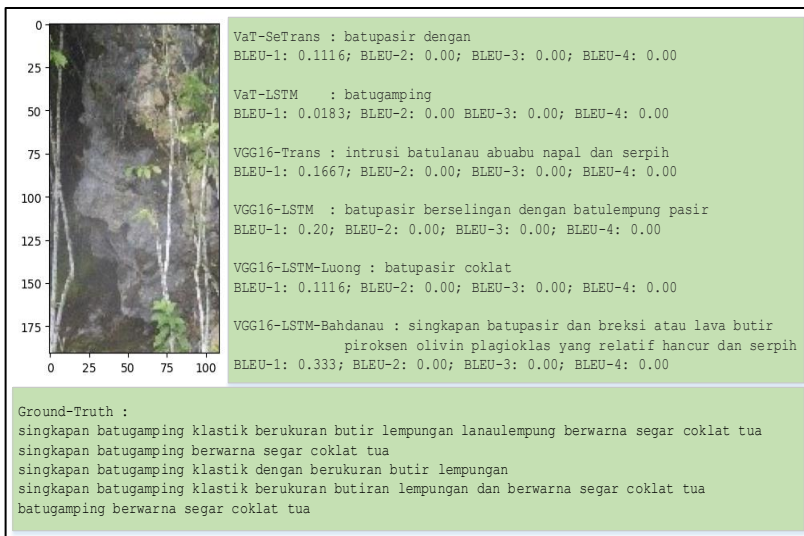 0
25
50
75
100
125
150
175
0 25 50 75 100
VaT-SeTrans : batupasir dengan
BLEU-1: 0.1116; BLEU-2: 0.00; BLEU-3: 0.00; BLEU-4: 0.00
VaT-LSTM : batugamping
BLEU-1: 0.0183; BLEU-2: 0.00 BLEU-3: 0.00; BLEU-4: 0.00
VGG16-Trans : intrusi batulanau abuabu napal dan serpih
BLEU-1: 0.1667; BLEU-2: 0.00; BLEU-3: 0.00; BLEU-4: 0.00
VGG16-LSTM : batupasir berselingan dengan batulempung pasir
BLEU-1: 0.20; BLEU-2: 0.00; BLEU-3: 0.00; BLEU-4: 0.00
VGG16-LSTM-Luong : batupasir coklat
BLEU-1: 0.1116; BLEU-2: 0.00; BLEU-3: 0.00; BLEU-4: 0.00
VGG16-LSTM-Bahdanau : singkapan batupasir dan breksi atau lava butir
piroksen olivin plagioklas yang relatif hancur dan serpih
BLEU-1: 0.333; BLEU-2: 0.00; BLEU-3: 0.00; BLEU-4: 0.00
Ground-Truth :
singkapan batugamping klastik berukuran butir lempungan lanaulempung berwarna segar coklat tua
singkapan batugamping berwarna segar coklat tua
singkapan batugamping klastik dengan berukuran butir lempungan
singkapan batugamping klastik berukuran butiran lempungan dan berwarna segar coklat tua
batugamping berwarna segar coklat tua